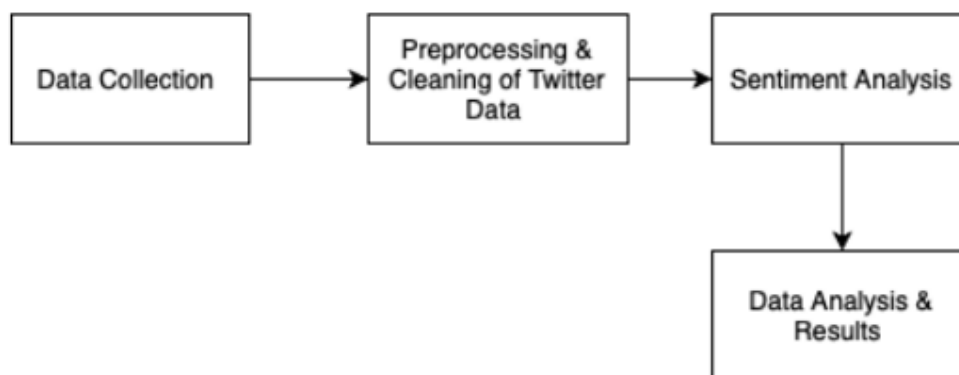 Data Collection
Preprocessing &
Cleaning of Twitter
Data
Sentiment Analysis
Data Analysis &
Results